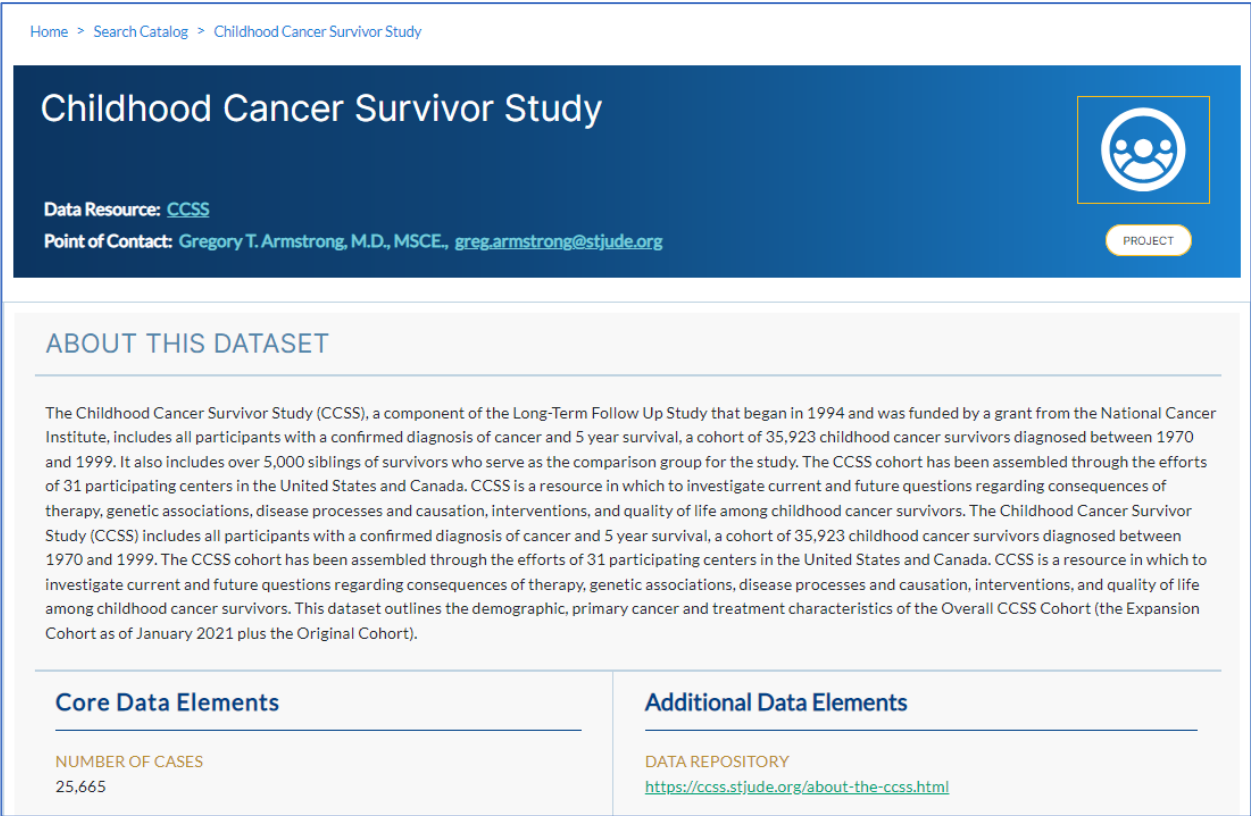 Home > Search Catalog > Childhood Cancer Survivor Study
Childhood Cancer Survivor Study
Data Resource: CCSS
Point of Contact: Gregory T. Armstrong, M.D., MSCE., greg.armstrong@stjude.org
PROJECT
ABOUT THIS DATASET
The Childhood Cancer Survivor Study (CCSS), a component of the Long-Term Follow Up Study that began in 1994 and was funded by a grant from the National Cancer
Institute, includes all participants with a confirmed diagnosis of cancer and 5 year survival, a cohort of 35,923 childhood cancer survivors diagnosed between 1970
and 1999. It also includes over 5,000 siblings of survivors who serve as the comparison group for the study. The CCSS cohort has been assembled through the efforts
of 31 participating centers in the United States and Canada. CCSS is a resource in which to investigate current and future questions regarding consequences of
therapy, genetic associations, disease processes and causation, interventions, and quality of life among childhood cancer survivors. The Childhood Cancer Survivor
Study (CCSS) includes all participants with a confirmed diagnosis of cancer and 5 year survival, a cohort of 35,923 childhood cancer survivors diagnosed between
1970 and 1999. The CCSS cohort has been assembled through the efforts of 31 participating centers in the United States and Canada. CCSS is a resource in which to
investigate current and future questions regarding consequences of therapy, genetic associations, disease processes and causation, interventions, and quality of life
among childhood cancer survivors. This dataset outlines the demographic, primary cancer and treatment characteristics of the Overall CCSS Cohort (the Expansion
Cohort as of January 2021 plus the Original Cohort).
Core Data Elements
NUMBER OF CASES
25,665
Additional Data Elements
DATA REPOSITORY
https://ccss.stjude.org/about-the-ccss.html